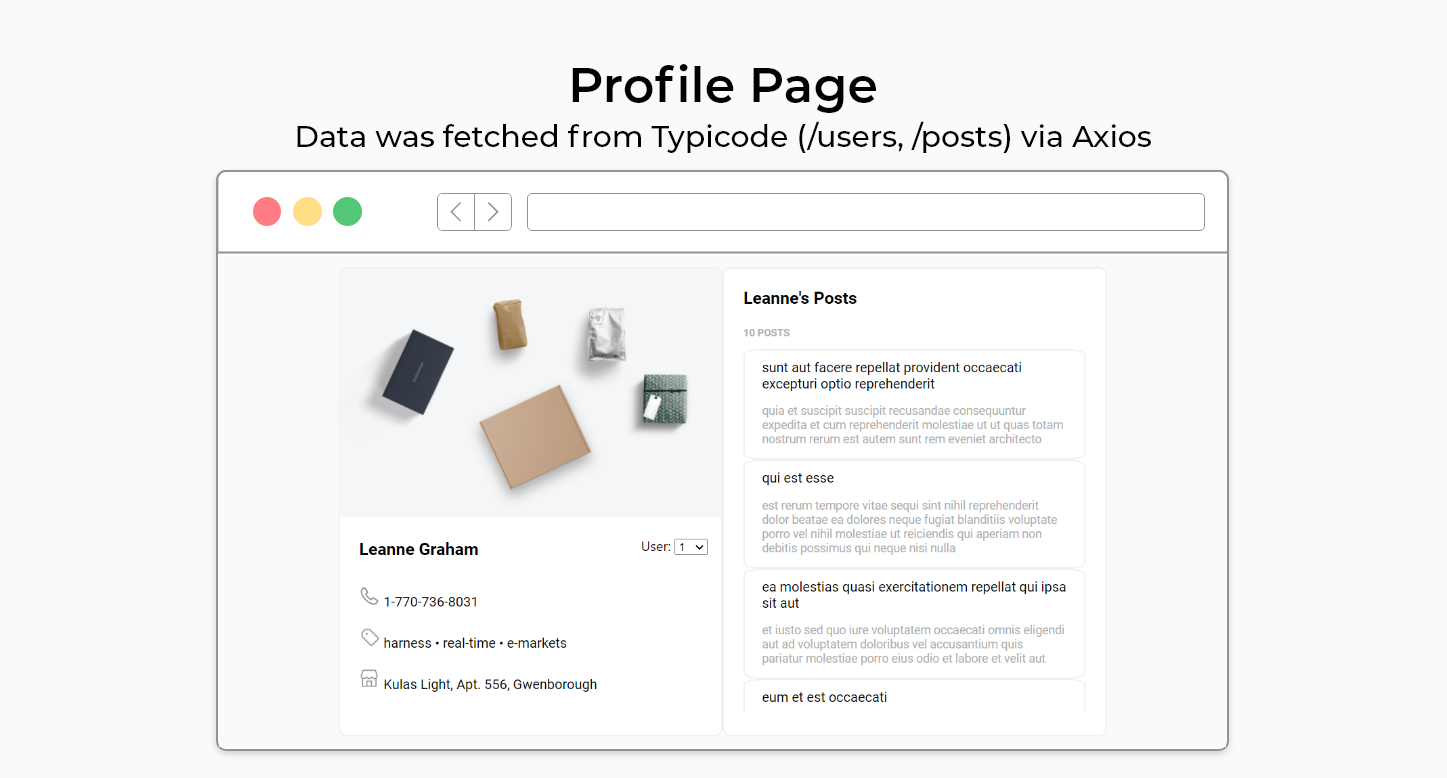 Profile Page
Data was fetched from Typicode (/users, /posts) via Axios
Leanne Graham
User: 1
1-770-736-8031
harness • real-time • e-markets
Kulas Light, Apt. 556, Gwenborough
Leanne's Posts
10 POSTS
sunt aut facere repellat provident occaecati
excepturi optio reprehenderit
quia et suscipit suscipit recusandae consequuntur
expedita et cum reprehenderit molestiae ut ut quas totam
nostrum rerum est autem sunt rem eveniet architecto
qui est esse
est rerum tempore vitae sequi sint nihil reprehenderit
dolor beatae ea dolores neque fugiat blanditiis voluptate
porro vel nihil molestiae ut reiciendis qui aperiam non
debitis possimus qui neque nisi nulla
ea molestias quasi exercitationem repellat qui ipsa
sit aut
et iusto sed quo iure voluptatem occaecati omnis eligendi
aut ad voluptatem doloribus vel accusantium quis
pariatur molestiae porro eius odio et labore et velit aut
eum et est occaecati